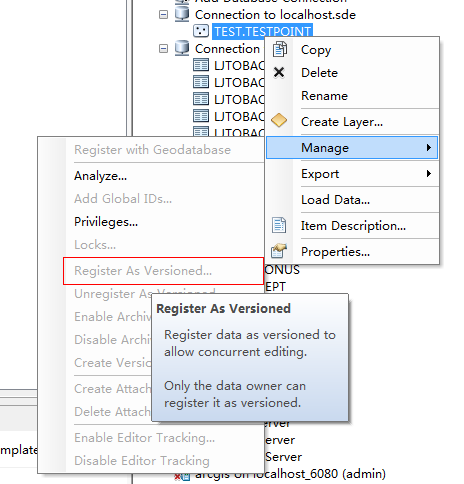 Add Database Connection
Connection to localhost.sde
TEST.TESTPOINT
Connection
LJTOBAC
LJTOBAC
LJTOBAC
LJTOBAC
Copy
Delete
Rename
Create Layer...
Manage
Export
Load Data...
Item Description...
Properties...
Register with Geodatabase
Analyze...
Add Global IDs...
Privileges...
Locks...
Register As Versioned...
Unregister As Versioned
Enable Archiv
Disable Archi
Create Versio
Create Attach
Delete Attach
Enable Editor Tracking...
Disable Editor Tracking
Register As Versioned
Register data as versioned to
allow concurrent editing.
Only the data owner can
register it as versioned.
ONUS
EPT
erver
erver
Server
arcgis on localhost_6080 (admin)
mplate